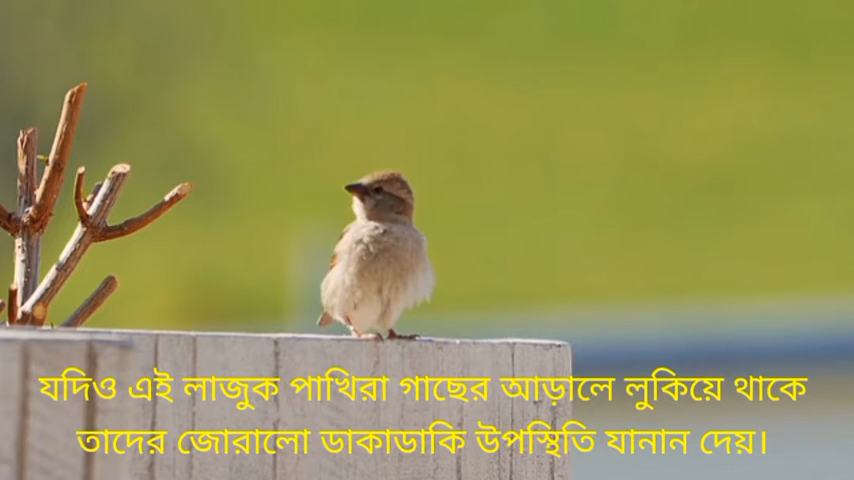 যদিও এই লাজুক পাখিরা গাছের আড়ালে লুকিয়ে থাকে
তাদের জোরালো ডাকাডাকি উপস্থিতি যানান দেয়।